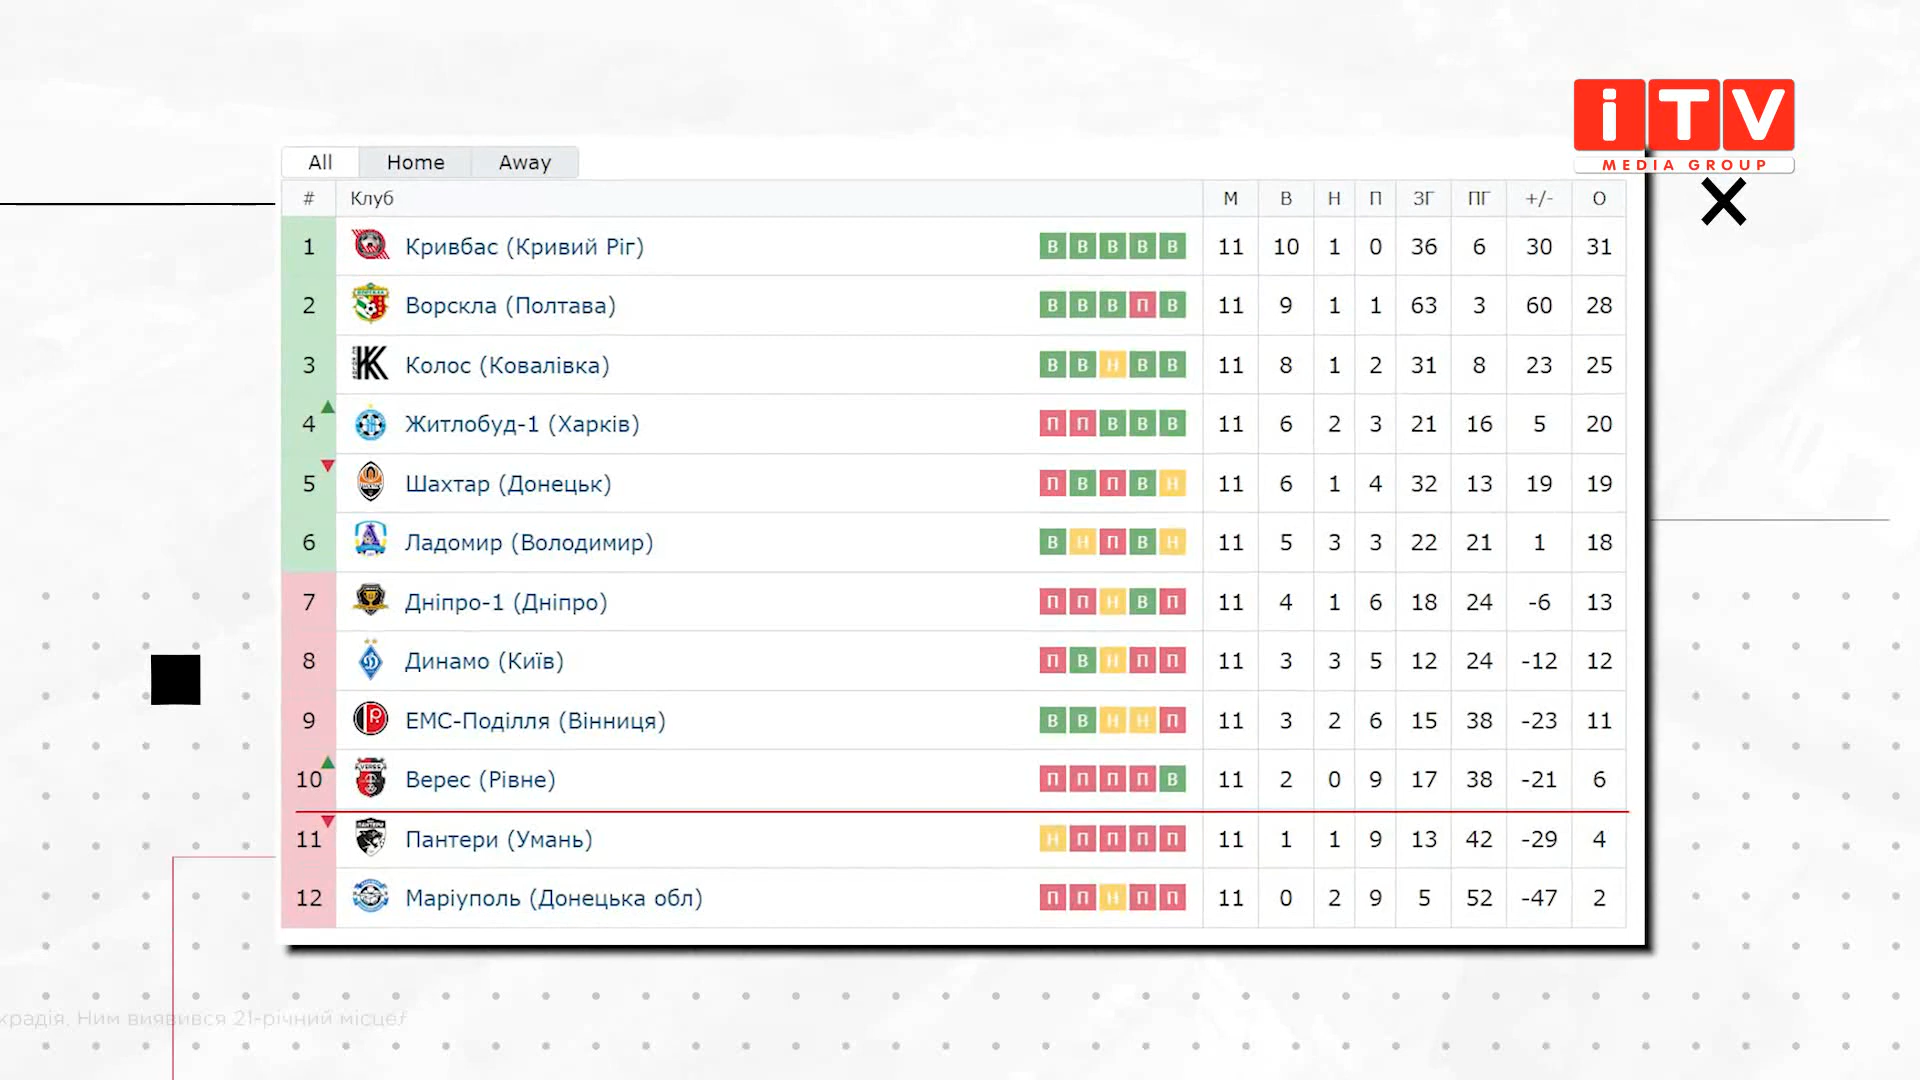 iTV
MEDIA GROUP
All Home Away
# Клуб М В Н П ЗГ ПГ +/- О
1 Кривбас (Кривий Ріг) В В В В В 11 10 1 0 36 6 30 31
2 Ворскла (Полтава) В В В П В 11 9 1 1 63 3 60 28
3 Колос (Ковалівка) В В Н В В 11 8 1 2 31 8 23 25
4 Житлобуд-1 (Харків) П П В В В 11 6 2 3 21 16 5 20
5 Шахтар (Донецьк) П В П В Н 11 6 1 4 32 13 19 19
6 Ладомир (Володимир) В Н П В Н 11 5 3 3 22 21 1 18
7 Дніпро-1 (Дніпро) П П Н В П 11 4 1 6 18 24 -6 13
8 Динамо (Київ) П В Н П П 11 3 3 5 12 24 -12 12
9 ЕМС-Поділля (Вінниця) В В Н Н П 11 3 2 6 15 38 -23 11
10 Верес (Рівне) П П П П В 11 2 0 9 17 38 -21 6
11 Пантери (Умань) Н П П П П 11 1 1 9 13 42 -29 4
12 Маріуполь (Донецька обл) П П Н П П 11 0 2 9 5 52 -47 2
крадія. Ним виявився 21-річний